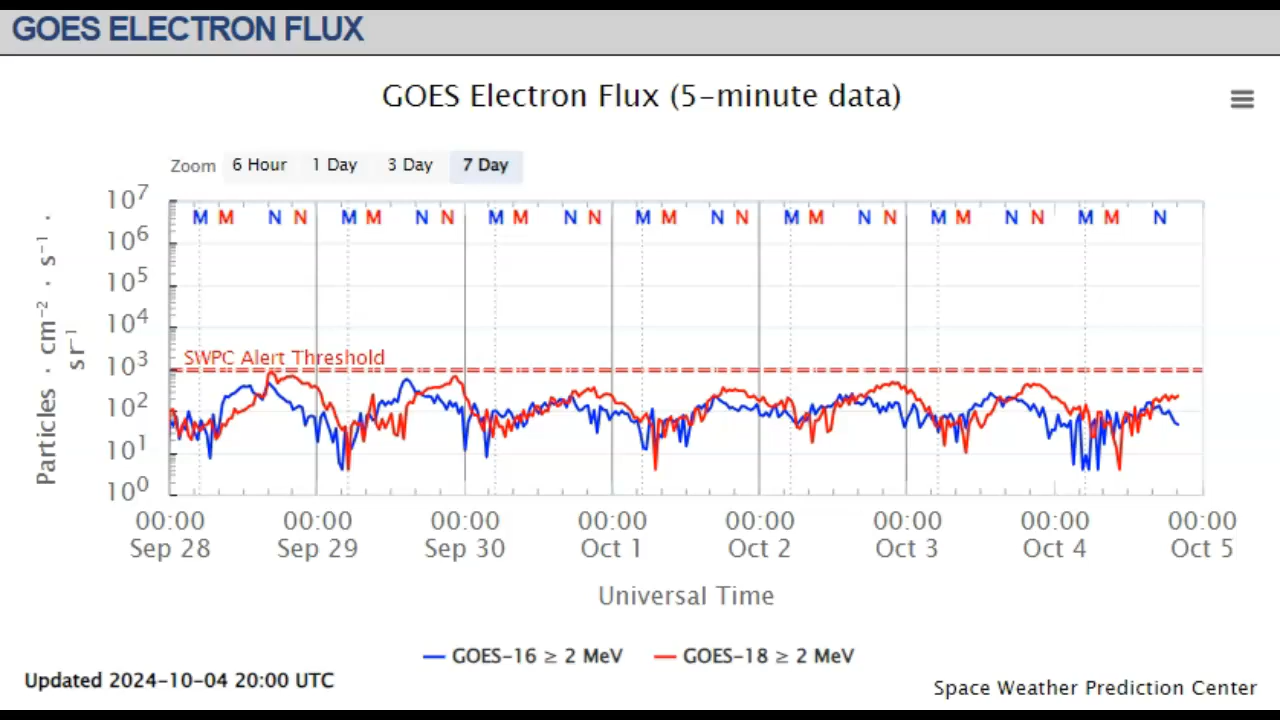 GOES ELECTRON FLUX
GOES Electron Flux (5-minute data)
Zoom 6 Hour 1 Day 3 Day 7 Day
Particles · cm⁻² · s⁻¹ · sr⁻¹
10⁷
M M N N M M N N M M N N M M N N M M N N M M N N M M N
10⁶
10⁵
10⁴
SWPC Alert Threshold
10³
10²
10¹
10⁰
00:00 00:00 00:00 00:00 00:00 00:00 00:00 00:00
Sep 28 Sep 29 Sep 30 Oct 1 Oct 2 Oct 3 Oct 4 Oct 5
Universal Time
GOES-16 ≥ 2 MeV GOES-18 ≥ 2 MeV
Updated 2024-10-04 20:00 UTC
Space Weather Prediction Center